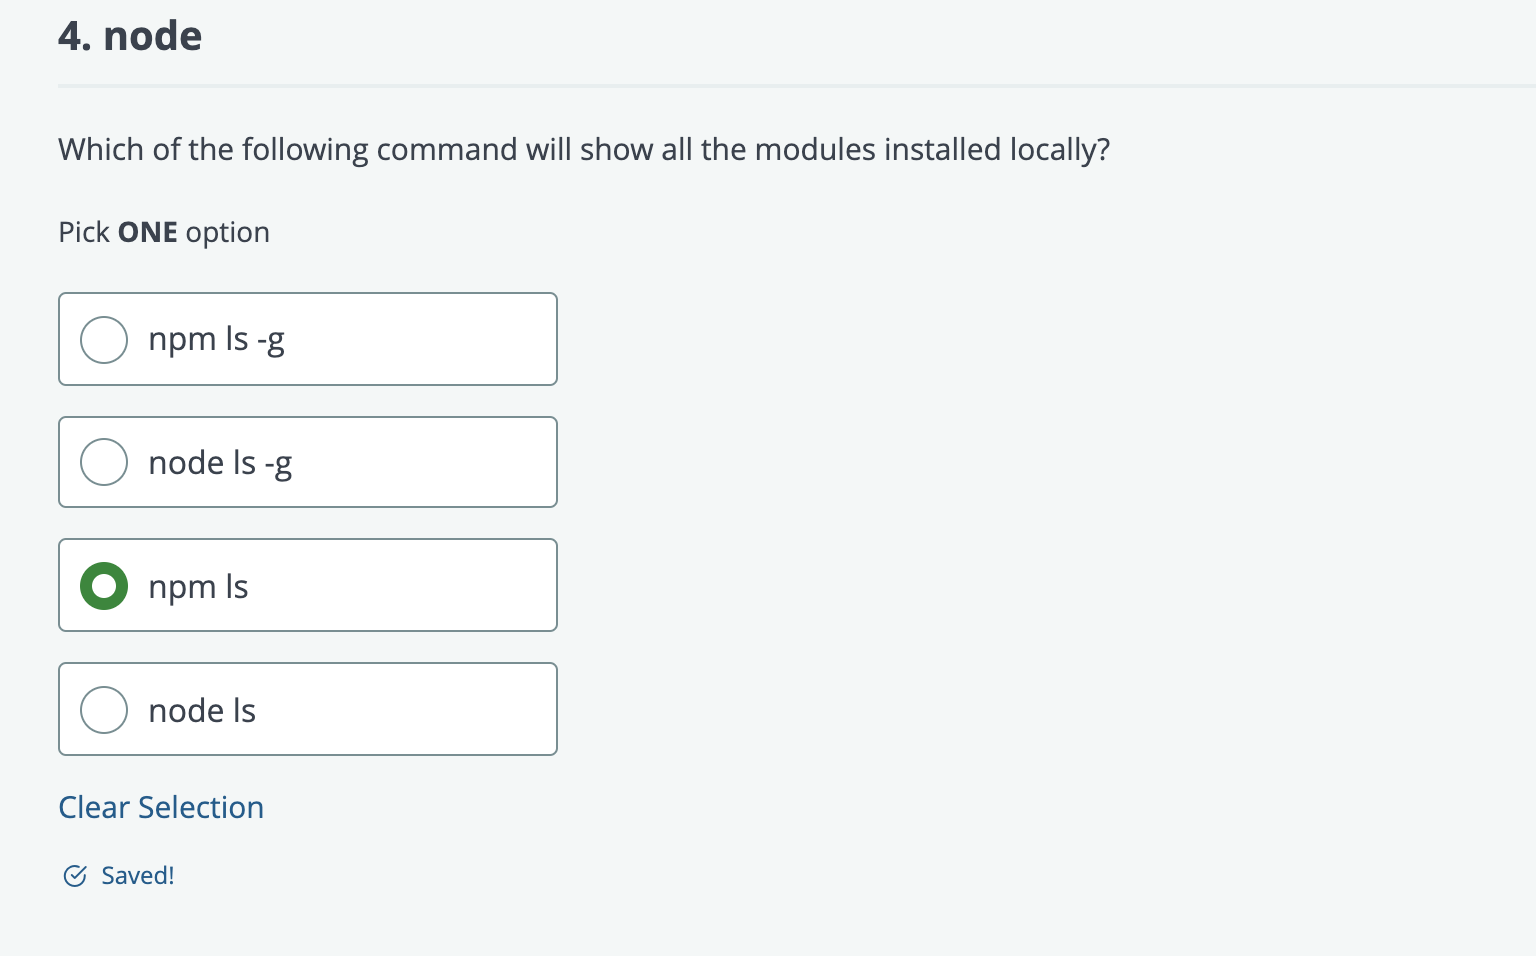 4. node
Which of the following command will show all the modules installed locally?
Pick ONE option
npm ls -g
node ls -g
npm ls
node ls
Clear Selection
Saved!